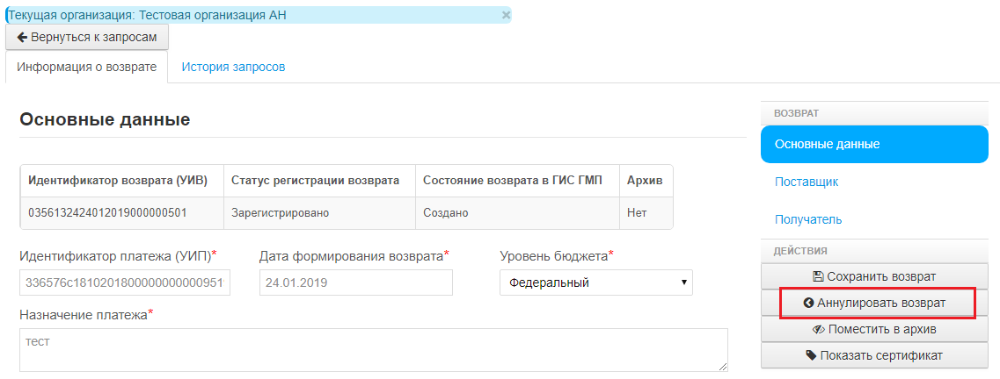 Текущая организация: Тестовая организация АН
Вернуться к запросам
Информация о возврате История запросов
Основные данные
Идентификатор возврата (УИВ) Статус регистрации возврата Состояние возврата в ГИС ГМП Архив
0356132424012019000000501 Зарегистрировано Создано Нет
Идентификатор платежа (УИП)* Дата формирования возврата* Уровень бюджета*
336576c1810201800000000000951 24.01.2019 Федеральный
Назначение платежа*
тест
ВОЗВРАТ
Основные данные
Поставщик
Получатель
ДЕЙСТВИЯ
Сохранить возврат
Аннулировать возврат
Поместить в архив
Показать сертификат